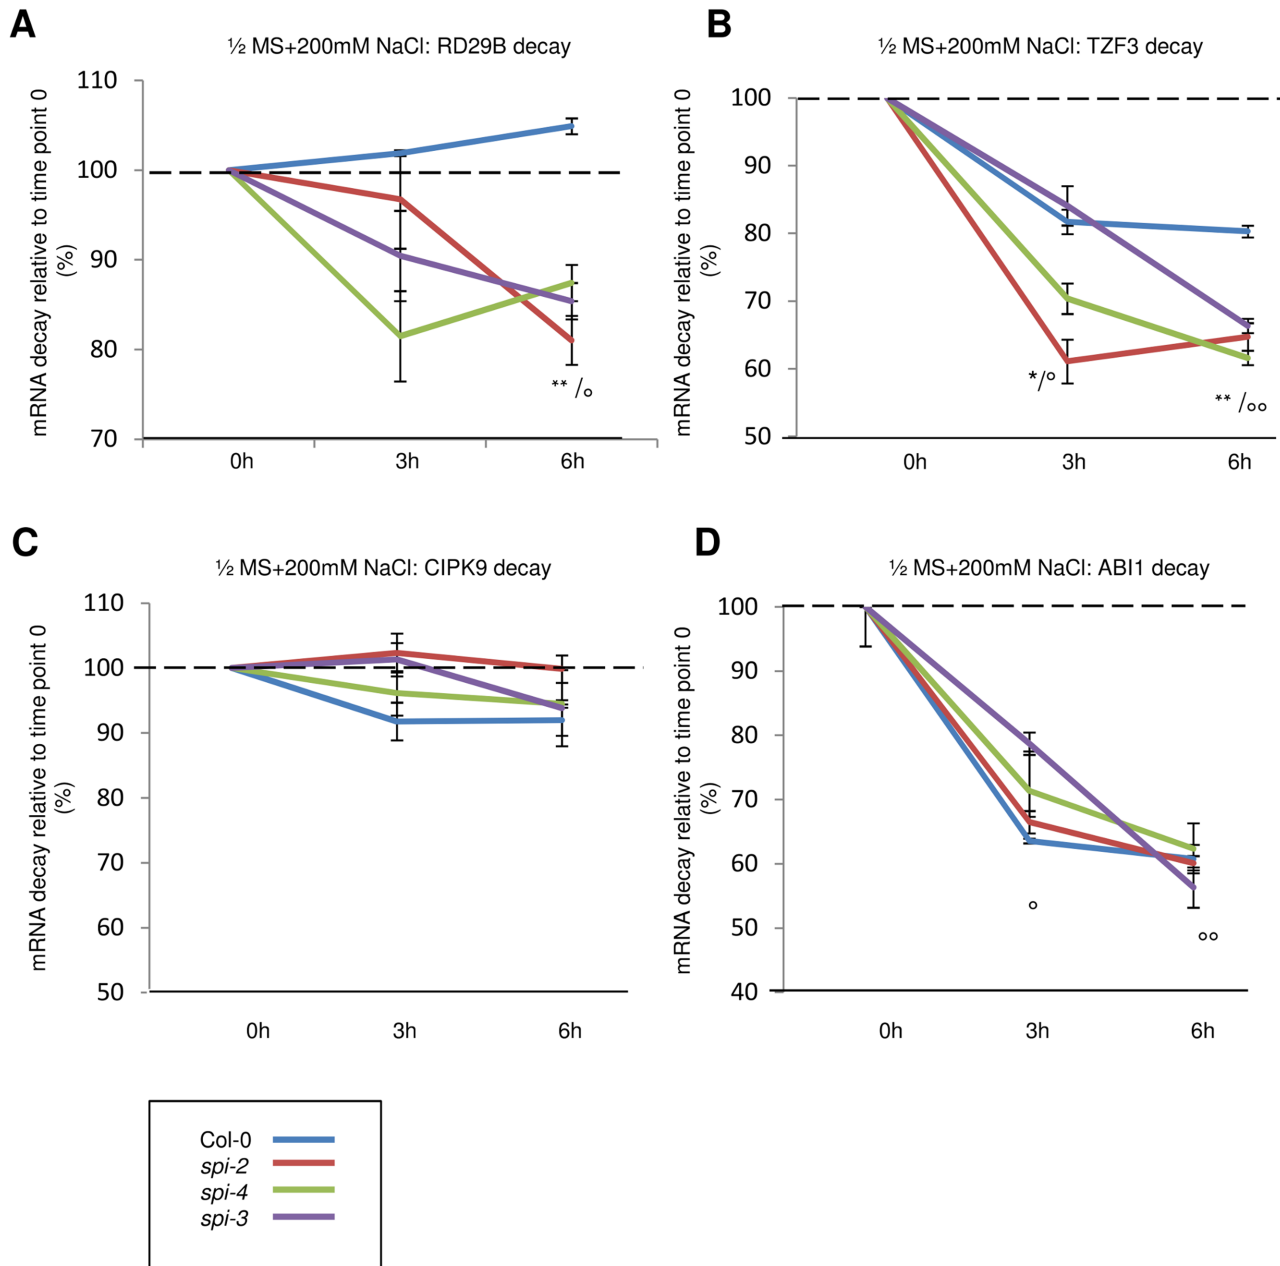 A
½ MS+200mM NaCl: RD29B decay
mRNA decay relative to time point 0
(%)
110
100
90
80
70
** /°
0h 3h 6h
B
½ MS+200mM NaCl: TZF3 decay
mRNA decay relative to time point 0
(%)
100
90
80
70
60
50
*/°
** /°°
0h 3h 6h
C
½ MS+200mM NaCl: CIPK9 decay
mRNA decay relative to time point 0
(%)
110
100
90
80
70
60
50
0h 3h 6h
D
½ MS+200mM NaCl: ABI1 decay
mRNA decay relative to time point 0
(%)
100
90
80
70
60
50
40
°
°°
0h 3h 6h
Col-0
spi-2
spi-4
spi-3